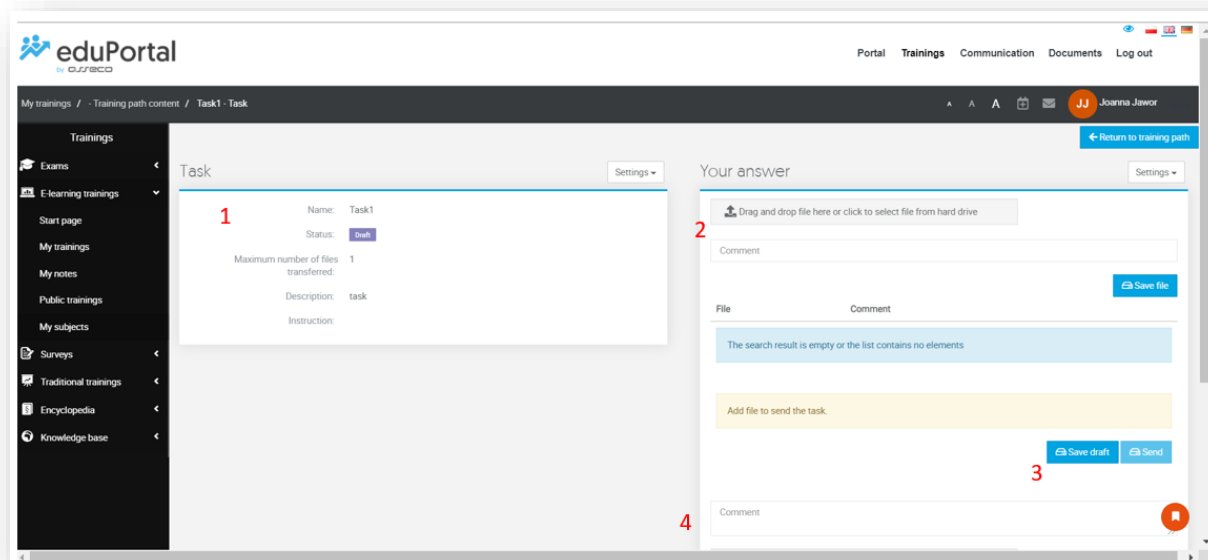 eduPortal
by asseco
Portal Trainings Communication Documents Log out
My trainings / - Training path content / Task1 - Task
A A A JJ Joanna Jawor
Return to training path
Trainings
Exams
E-learning trainings
Start page
My trainings
My notes
Public trainings
My subjects
Surveys
Traditional trainings
Encyclopedia
Knowledge base
Task
Settings
1
Name: Task1
Status: Draft
Maximum number of files 1
transferred:
Description: task
Instruction:
Your answer
Settings
Drag and drop file here or click to select file from hard drive
2
Comment
Save file
File Comment
The search result is empty or the list contains no elements
Add file to send the task.
Save draft Send
3
4
Comment